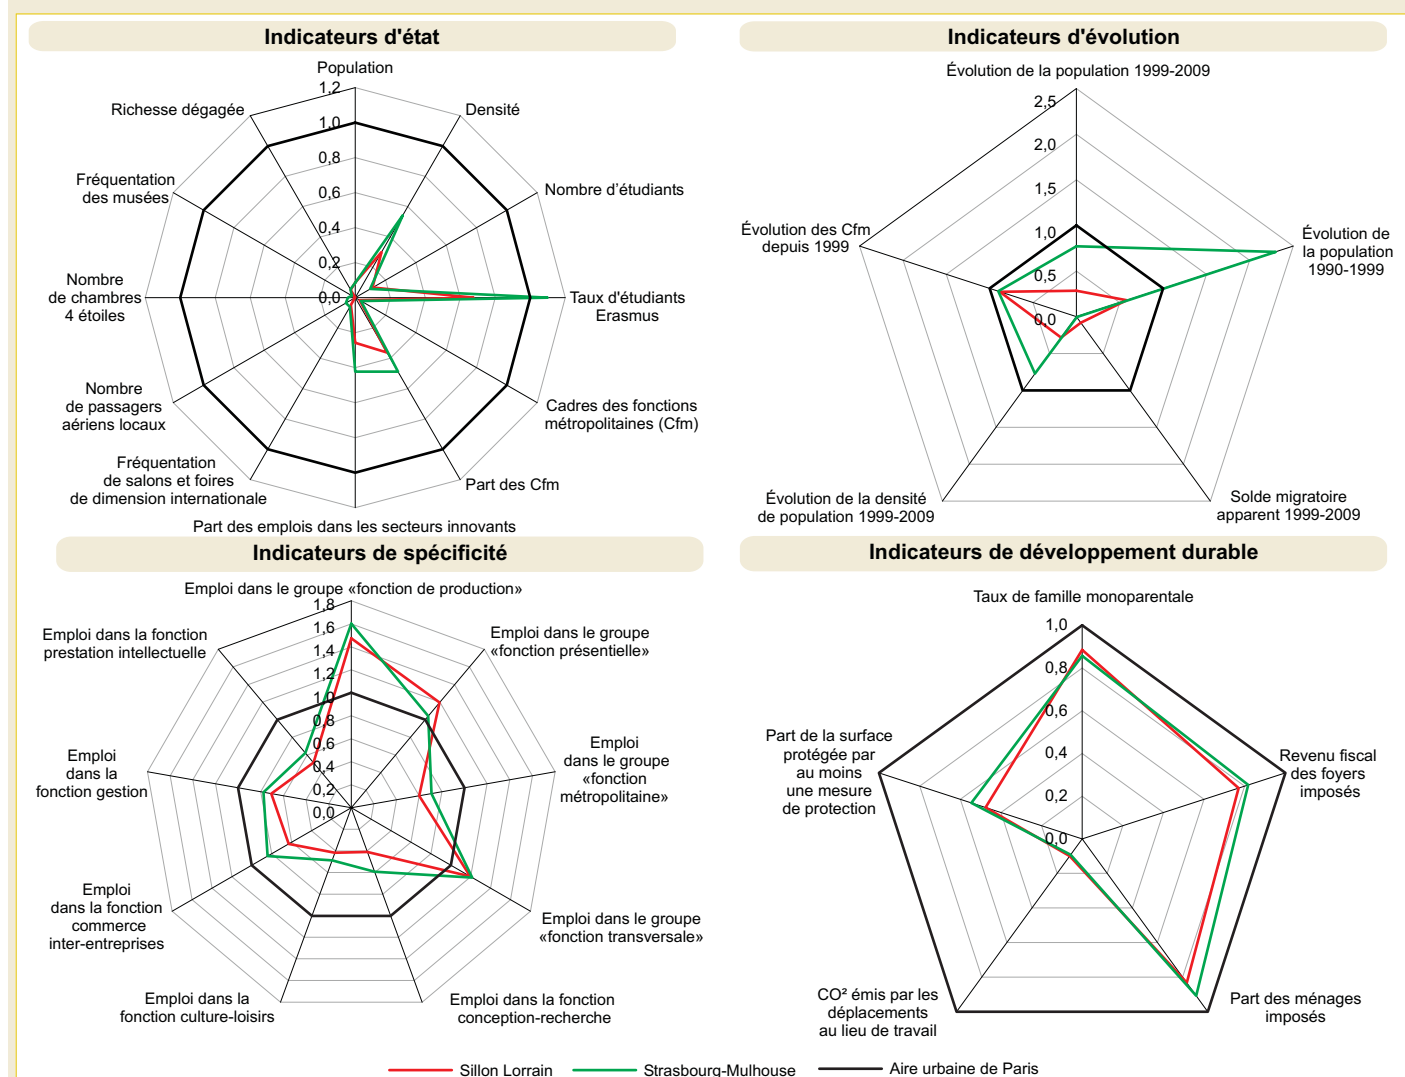 Indicateurs d'état
Population
1,2
1,0
0,8
0,6
0,4
0,2
0,0
Densité
Nombre d'étudiants
Taux d'étudiants
Erasmus
Cadres des fonctions
métropolitaines (Cfm)
Part des Cfm
Part des emplois dans les secteurs innovants
Fréquentation
de salons et foires
de dimension internationale
Nombre
de passagers
aériens locaux
Nombre
de chambres
4 étoiles
Fréquentation
des musées
Richesse dégagée
Indicateurs d'évolution
Évolution de la population 1999-2009
2,5
2,0
1,5
1,0
0,5
0,0
Évolution de
la population
1990-1999
Solde migratoire
apparent 1999-2009
Évolution de la densité
de population 1999-2009
Évolution des Cfm
depuis 1999
Indicateurs de spécificité
Emploi dans le groupe «fonction de production»
1,8
1,6
1,4
1,2
1,0
0,8
0,6
0,4
0,2
0,0
Emploi dans le groupe
«fonction présentielle»
Emploi
dans le groupe
«fonction
métropolitaine»
Emploi dans le groupe
«fonction transversale»
Emploi dans la fonction
conception-recherche
Emploi dans la
fonction culture-loisirs
Emploi
dans la fonction
commerce
inter-entreprises
Emploi
dans la
fonction gestion
Emploi dans la fonction
prestation intellectuelle
Indicateurs de développement durable
Taux de famille monoparentale
1,0
0,8
0,6
0,4
0,2
0,0
Revenu fiscal
des foyers
imposés
Part des ménages
imposés
CO² émis par les
déplacements
au lieu de travail
Part de la surface
protégée par
au moins
une mesure
de protection
Sillon Lorrain
Strasbourg-Mulhouse
Aire urbaine de Paris